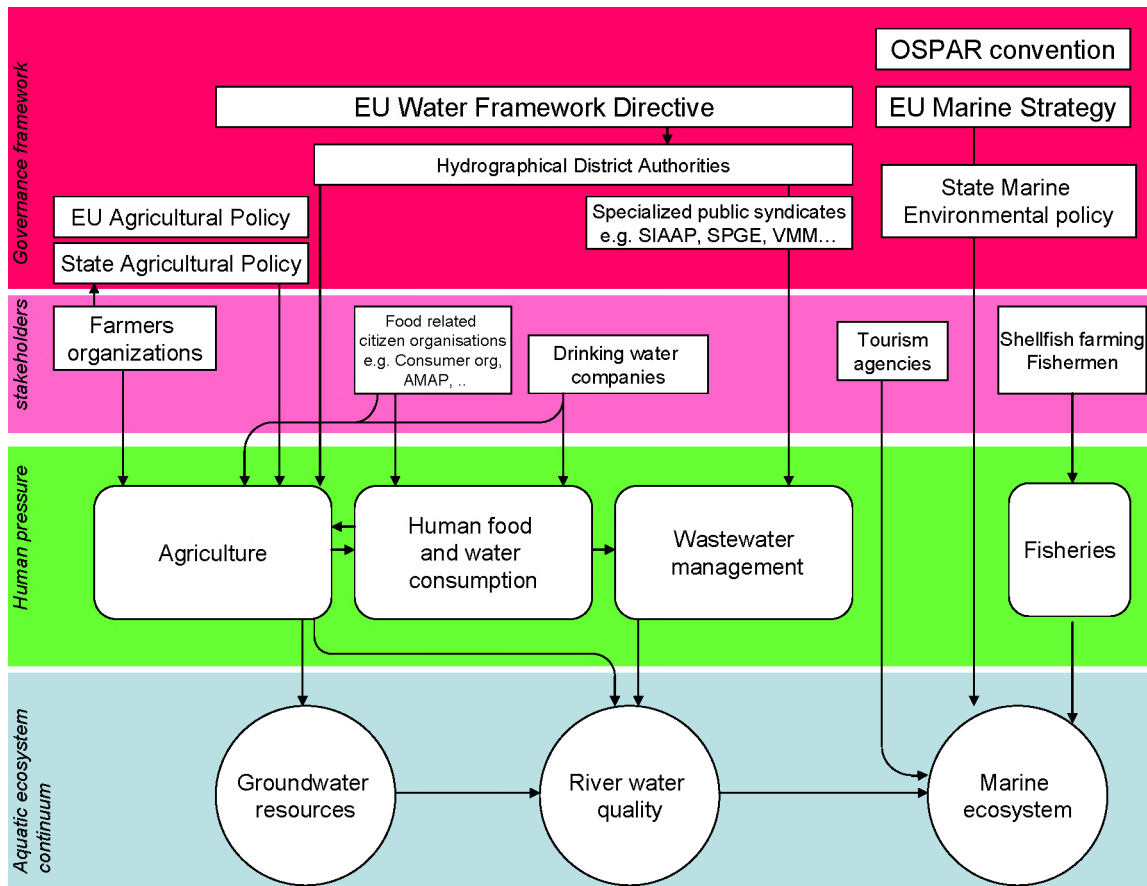 Governance framework
OSPAR convention
EU Water Framework Directive
EU Marine Strategy
Hydrographical District Authorities
State Marine
Environmental policy
EU Agricultural Policy
Specialized public syndicates
e.g. SIAAP, SPGE, VMM...
State Agricultural Policy
stakeholders
Farmers
organizations
Food related
citizen organisations
e.g. Consumer org,
AMAP, ..
Drinking water
companies
Tourism
agencies
Shellfish farming
Fishermen
Human pressure
Agriculture
Human food
and water
consumption
Wastewater
management
Fisheries
Aquatic ecosystem
continuum
Groundwater
resources
River water
quality
Marine
ecosystem